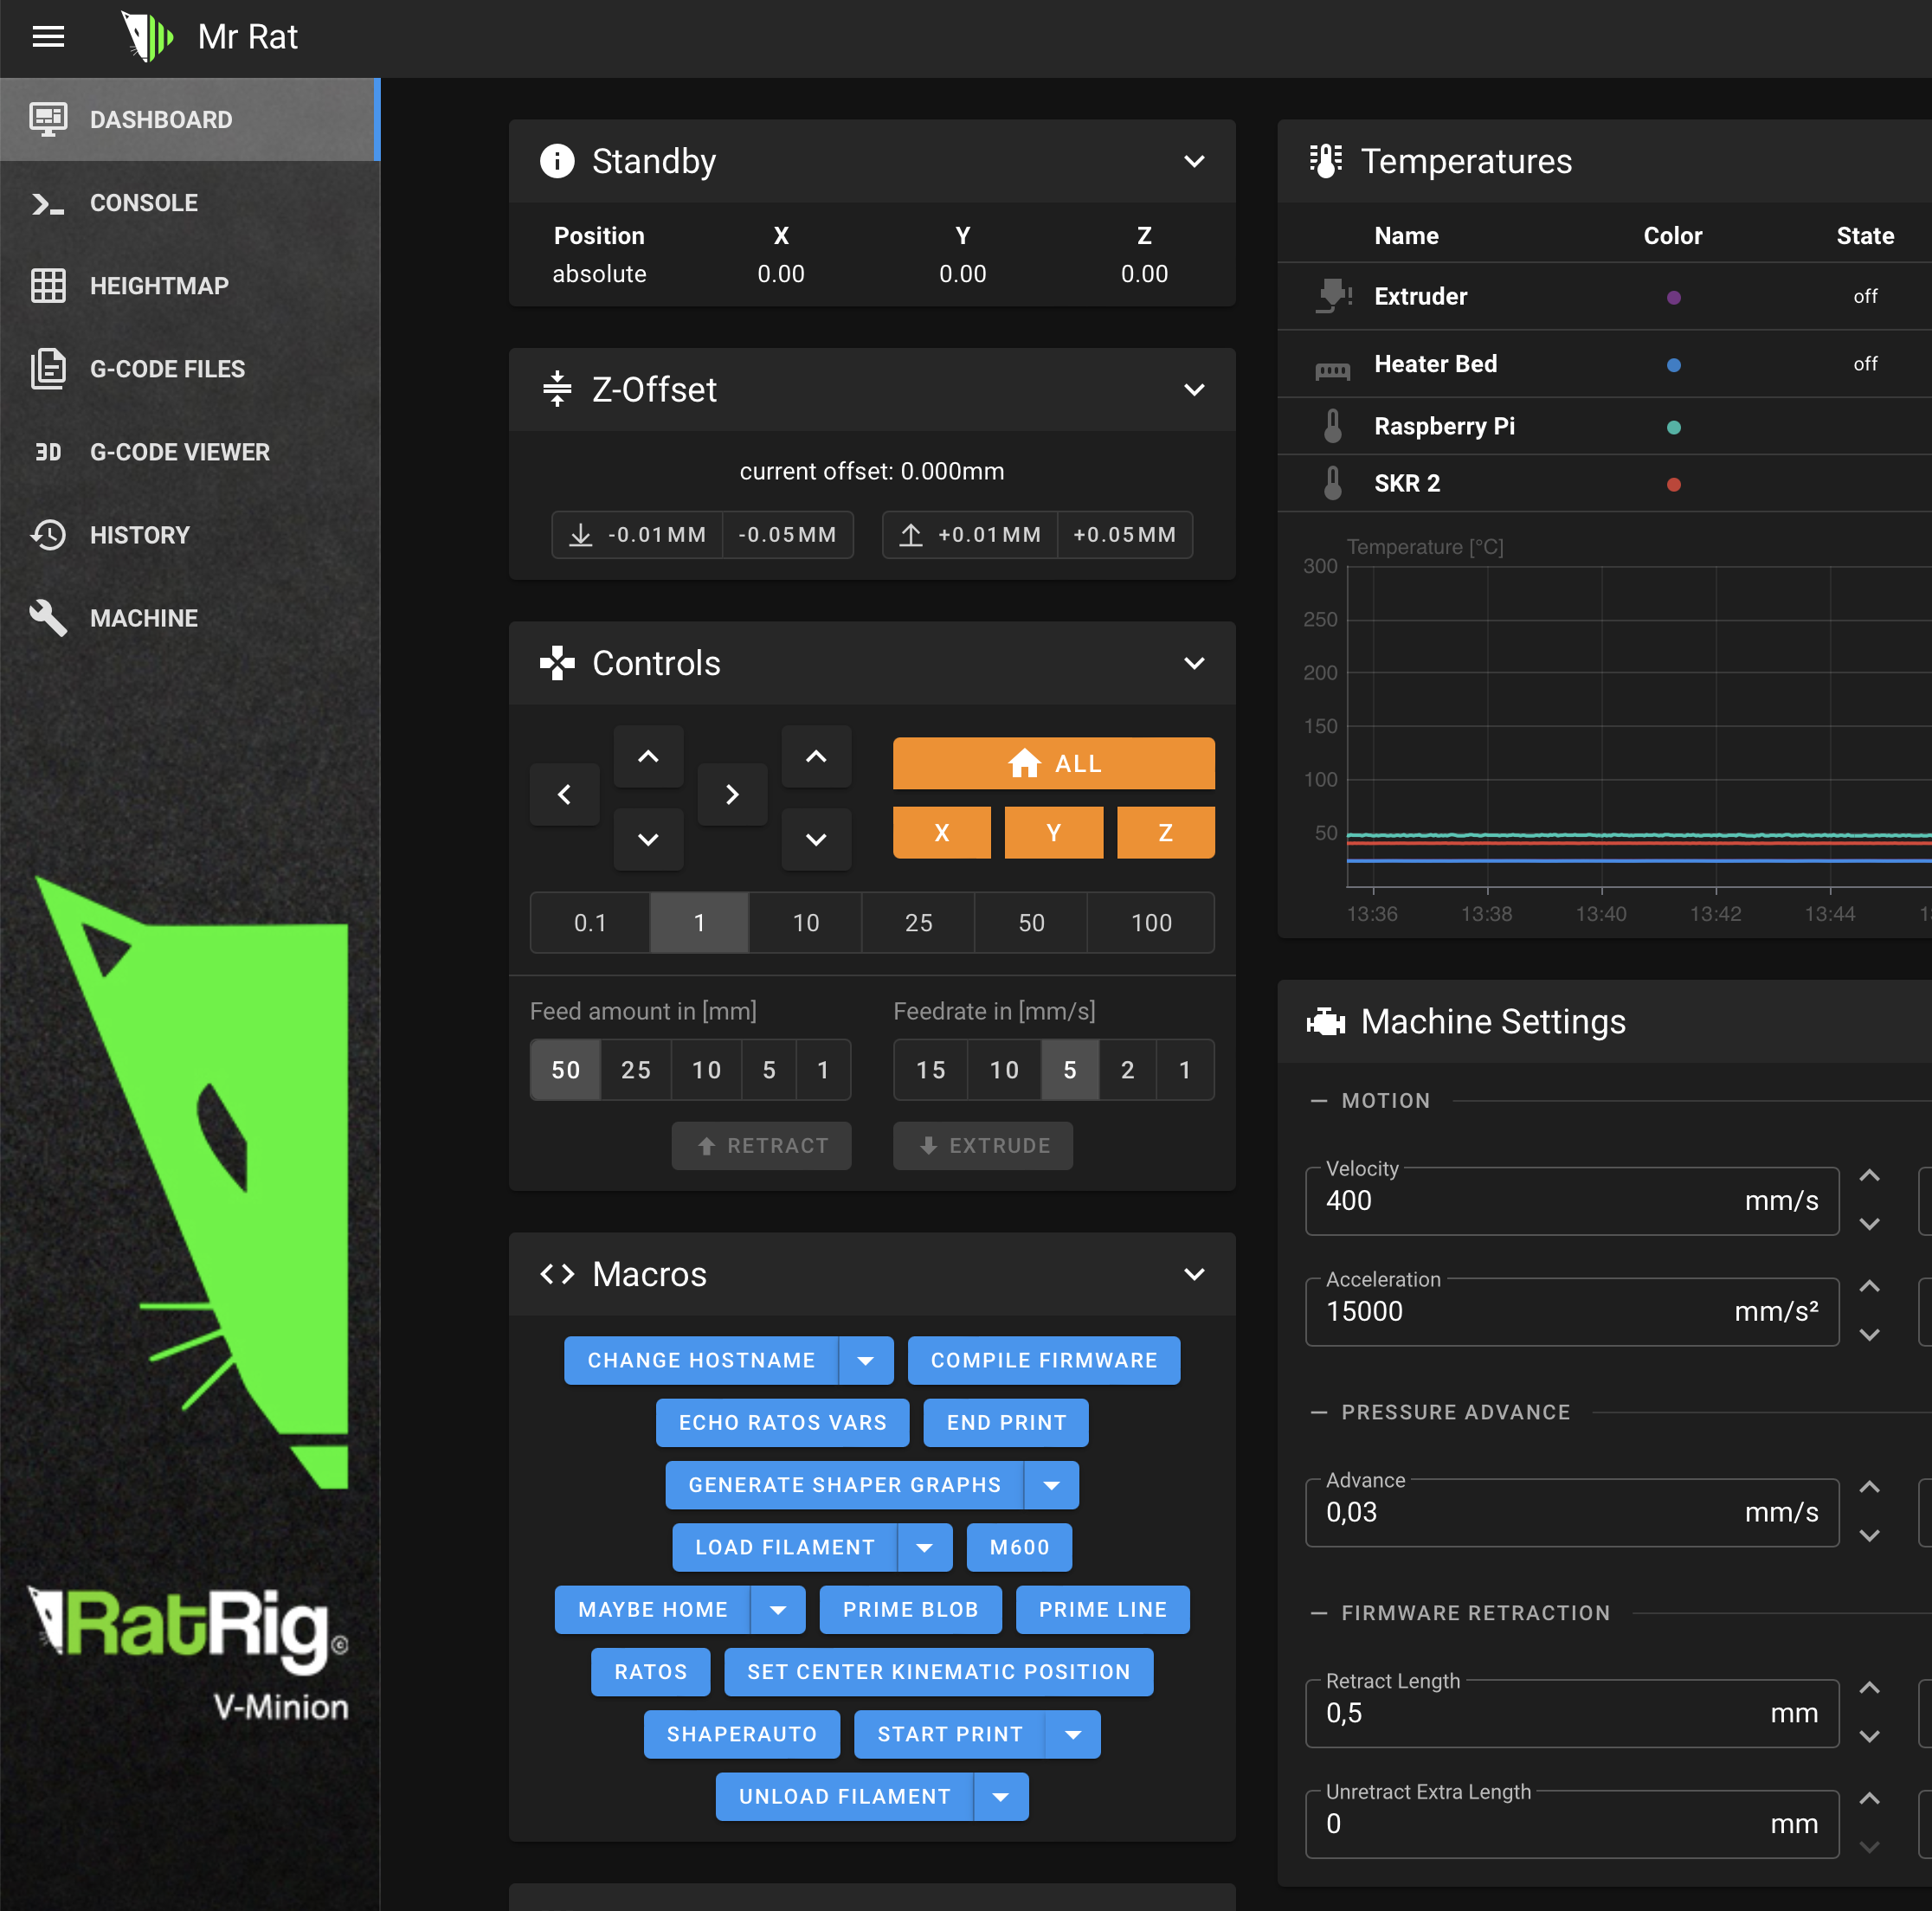 Mr Rat
DASHBOARD
CONSOLE
HEIGHTMAP
G-CODE FILES
3D G-CODE VIEWER
HISTORY
MACHINE
RatRig©
V-Minion
Standby
Position X Y Z
absolute 0.00 0.00 0.00
Z-Offset
current offset: 0.000mm
-0.01MM -0.05MM +0.01MM +0.05MM
Controls
ALL
X Y Z
0.1 1 10 25 50 100
Feed amount in [mm] Feedrate in [mm/s]
50 25 10 5 1 15 10 5 2 1
RETRACT EXTRUDE
Macros
CHANGE HOSTNAME COMPILE FIRMWARE
ECHO RATOS VARS END PRINT
GENERATE SHAPER GRAPHS
LOAD FILAMENT M600
MAYBE HOME PRIME BLOB PRIME LINE
RATOS SET CENTER KINEMATIC POSITION
SHAPERAUTO START PRINT
UNLOAD FILAMENT
Temperatures
Name Color State
Extruder off
Heater Bed off
Raspberry Pi
SKR 2
Temperature [°C]
300
250
200
150
100
50
13:36 13:38 13:40 13:42 13:44
Machine Settings
MOTION
Velocity
400 mm/s
Acceleration
15000 mm/s²
PRESSURE ADVANCE
Advance
0,03 mm/s
FIRMWARE RETRACTION
Retract Length
0,5 mm
Unretract Extra Length
0 mm